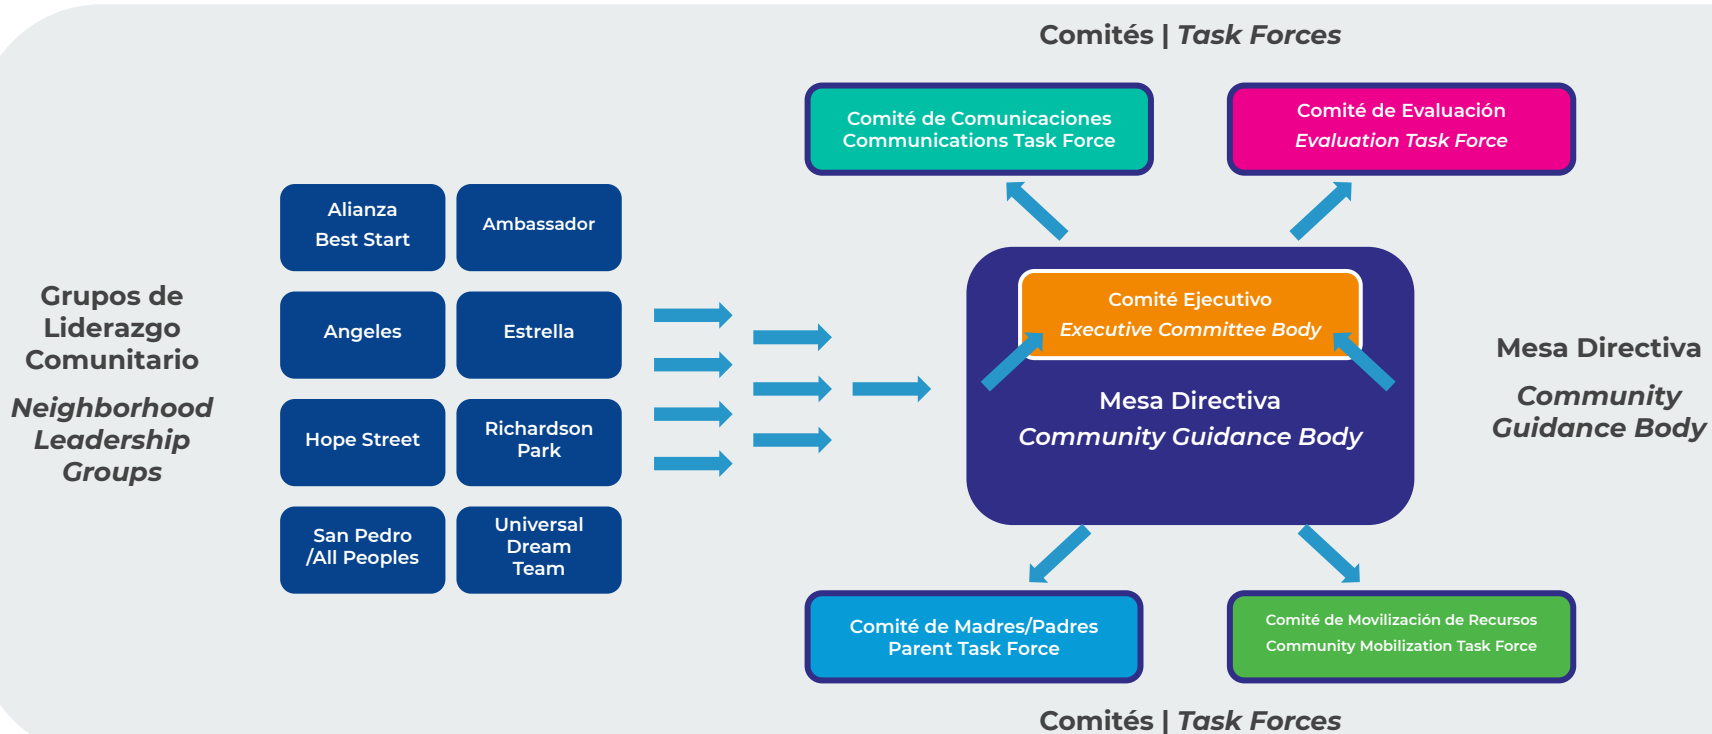 Comités | Task Forces
Comité de Comunicaciones
Communications Task Force
Comité de Evaluación
Evaluation Task Force
Grupos de
Liderazgo
Comunitario
Neighborhood
Leadership
Groups
Alianza
Best Start
Ambassador
Angeles
Estrella
Hope Street
Richardson
Park
San Pedro
/All Peoples
Universal
Dream
Team
Comité Ejecutivo
Executive Committee Body
Mesa Directiva
Community Guidance Body
Mesa Directiva
Community
Guidance Body
Comité de Madres/Padres
Parent Task Force
Comité de Movilización de Recursos
Community Mobilization Task Force
Comités | Task Forces